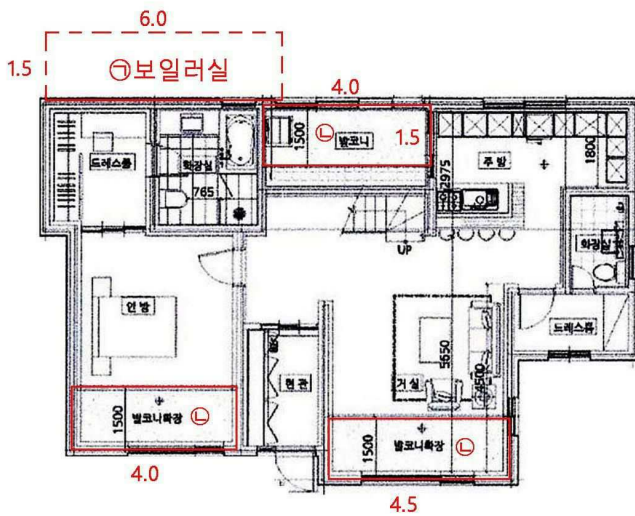 6.0
1.5
㉠보일러실
4.0
㉡
1500
발코니
1.5
드레스룸
화장실
765
주방
1800
2975
UP
화장실
안방
드레스룸
현관
거실
5650
4500
1500
발코니확장
㉡
1500
발코니확장
㉡
4.0
4.5